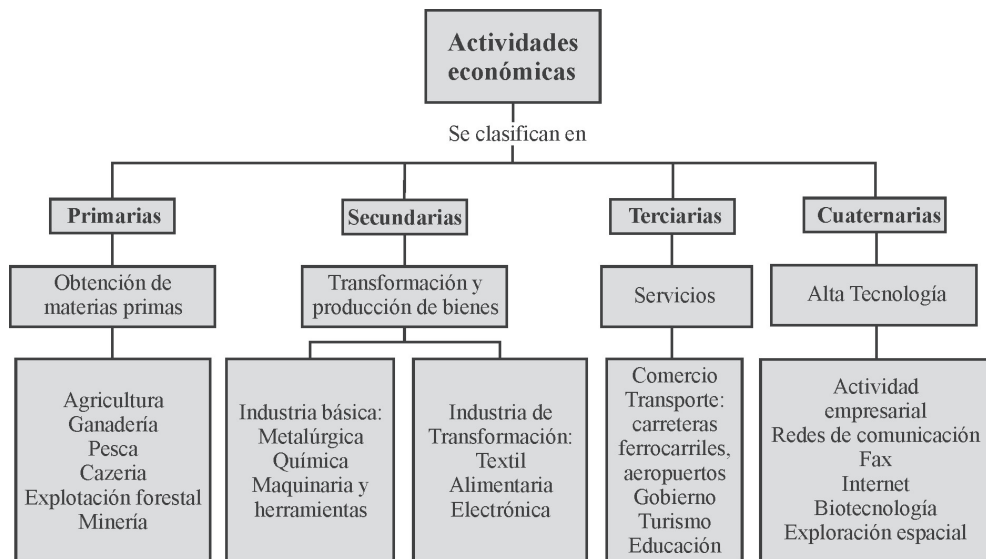 Actividades
económicas
Se clasifican en
Primarias
Secundarias
Terciarias
Cuaternarias
Obtención de
materias primas
Transformación y
producción de bienes
Servicios
Alta Tecnología
Agricultura
Ganadería
Pesca
Cazeria
Explotación forestal
Minería
Industria básica:
Metalúrgica
Química
Maquinaria y
herramientas
Industria de
Transformación:
Textil
Alimentaria
Electrónica
Comercio
Transporte:
carreteras
ferrocarriles,
aeropuertos
Gobierno
Turismo
Educación
Actividad
empresarial
Redes de comunicación
Fax
Internet
Biotecnología
Exploración espacial